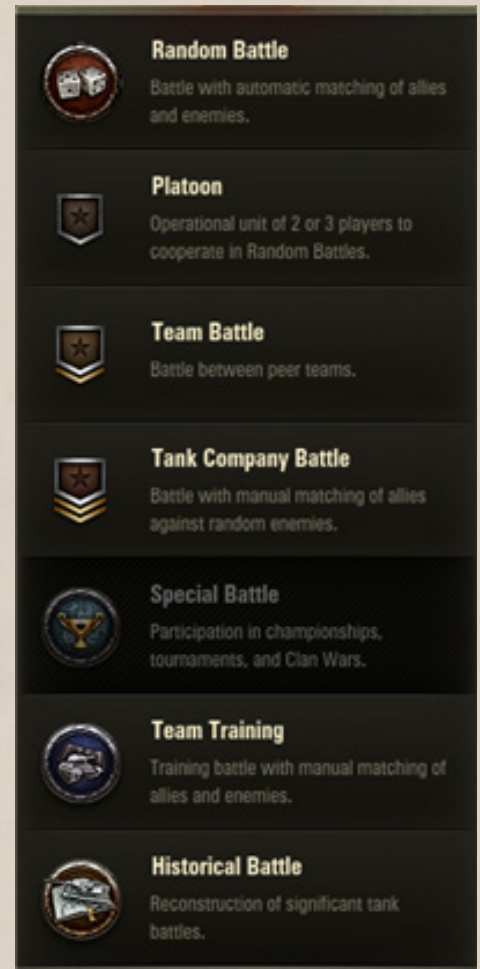 Random Battle
Battle with automatic matching of allies
and enemies.
Platoon
Operational unit of 2 or 3 players to
cooperate in Random Battles.
Team Battle
Battle between peer teams.
Tank Company Battle
Battle with manual matching of allies
against random enemies.
Special Battle
Participation in championships,
tournaments, and Clan Wars.
Team Training
Training battle with manual matching of
allies and enemies.
Historical Battle
Reconstruction of significant tank
battles.